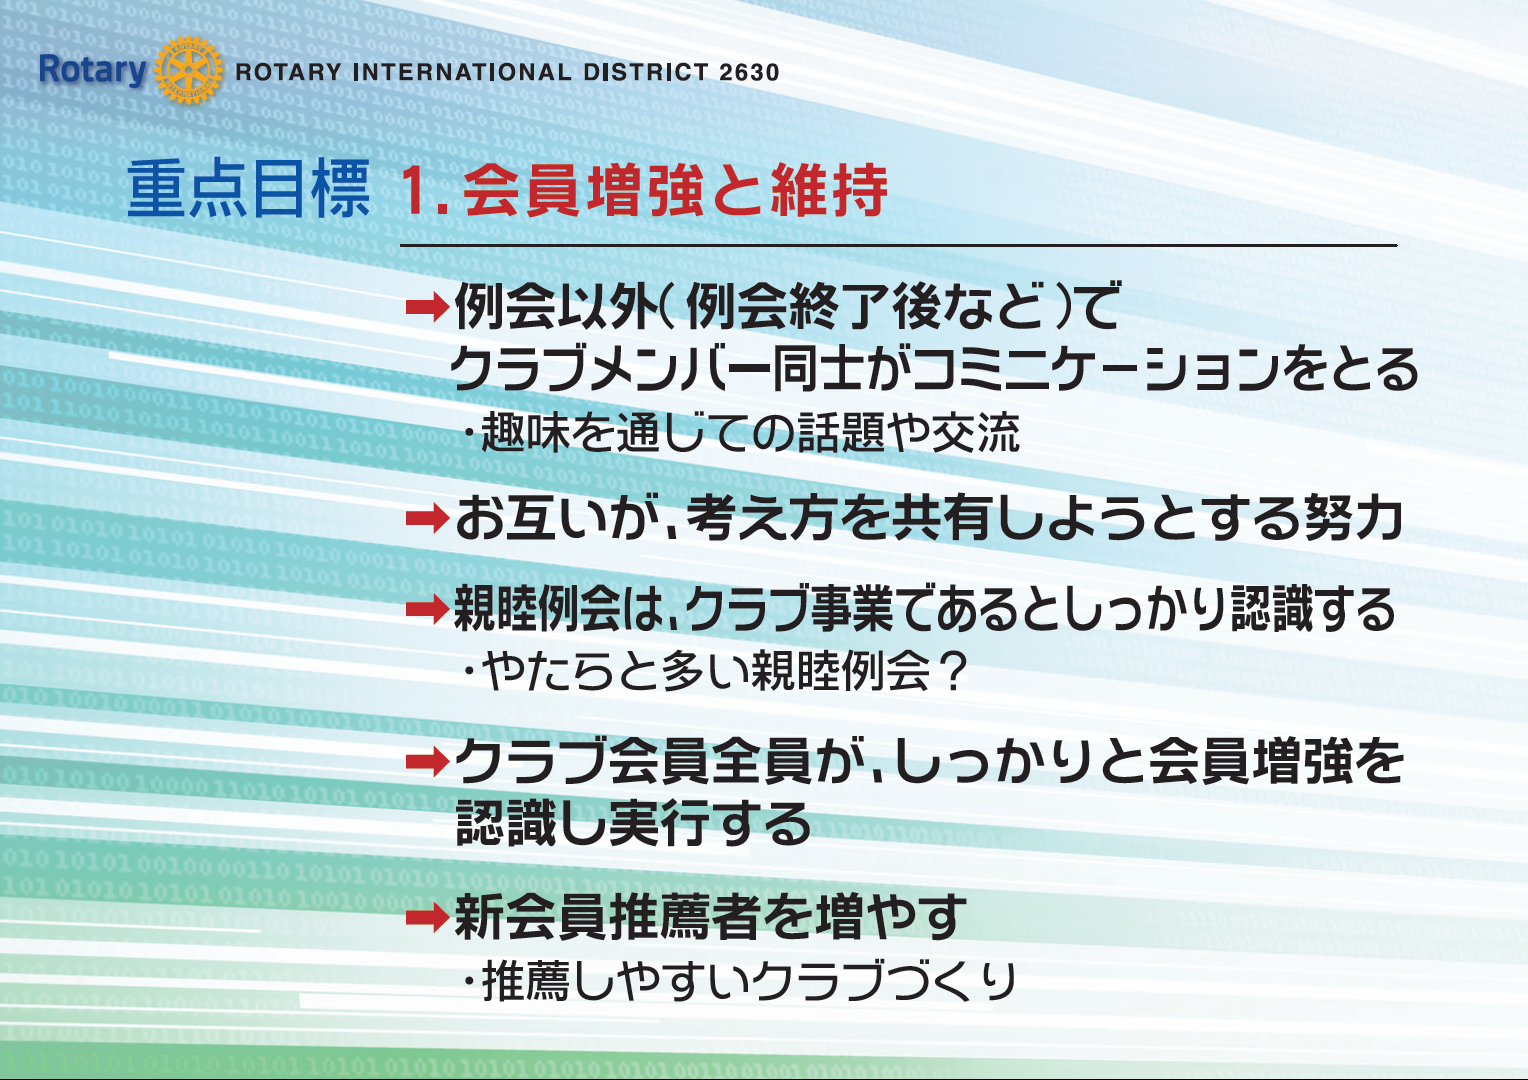 Rotary ROTARY INTERNATIONAL DISTRICT 2630
重点目標 1.会員増強と維持
➡例会以外(例会終了後など)で
クラブメンバー同士がコミニケーションをとる
・趣味を通じての話題や交流
➡お互いが、考え方を共有しようとする努力
➡親睦例会は、クラブ事業であるとしっかり認識する
・やたらと多い親睦例会?
➡クラブ会員全員が、しっかりと会員増強を
認識し実行する
➡新会員推薦者を増やす
・推薦しやすいクラブづくり